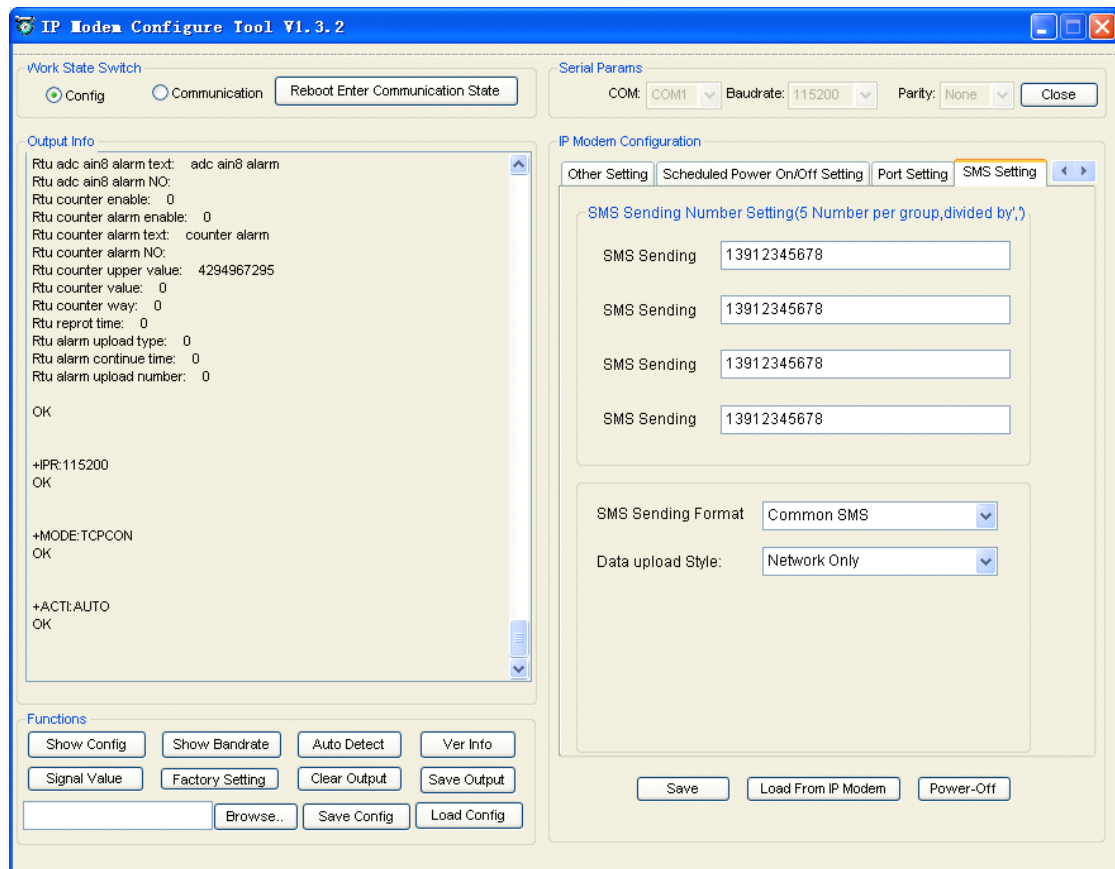 IP Modem Configure Tool V1.3.2
Work State Switch
Config Communication Reboot Enter Communication State
Serial Params
COM: COM1 Baudrate: 115200 Parity: None Close
Output Info
Rtu adc ain8 alarm text: adc ain8 alarm
Rtu adc ain8 alarm NO:
Rtu counter enable: 0
Rtu counter alarm enable: 0
Rtu counter alarm text: counter alarm
Rtu counter alarm NO:
Rtu counter upper value: 4294967295
Rtu counter value: 0
Rtu counter way: 0
Rtu reprot time: 0
Rtu alarm upload type: 0
Rtu alarm continue time: 0
Rtu alarm upload number: 0
OK
+IPR:115200
OK
+MODE:TCPCON
OK
+ACTI:AUTO
OK
Functions
Show Config Show Bandrate Auto Detect Ver Info
Signal Value Factory Setting Clear Output Save Output
Browse.. Save Config Load Config
IP Modem Configuration
Other Setting Scheduled Power On/Off Setting Port Setting SMS Setting
SMS Sending Number Setting(5 Number per group,divided by',')
SMS Sending 13912345678
SMS Sending 13912345678
SMS Sending 13912345678
SMS Sending 13912345678
SMS Sending Format Common SMS
Data upload Style: Network Only
Save Load From IP Modem Power-Off